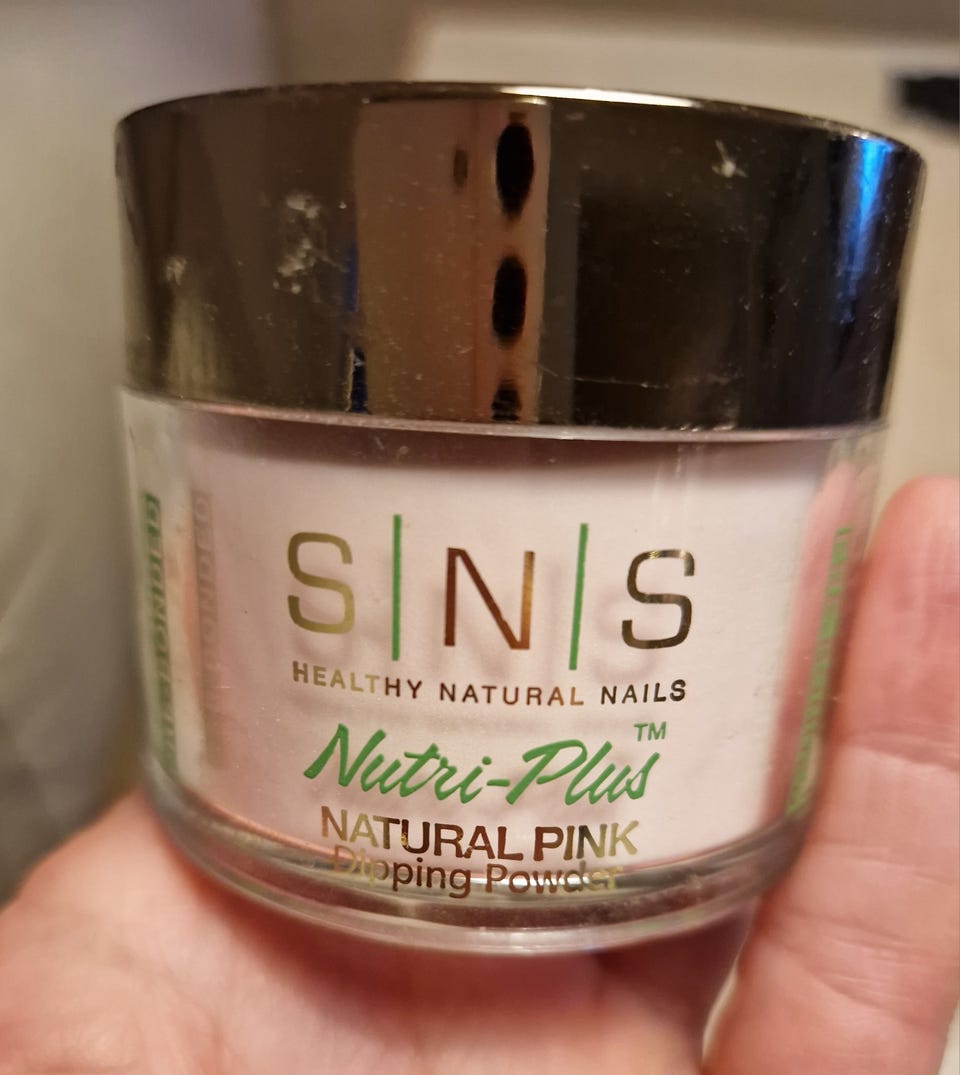 S|N|S
HEALTHY NATURAL NAILS
Nutri-Plus™
NATURAL PINK
Dipping Powder